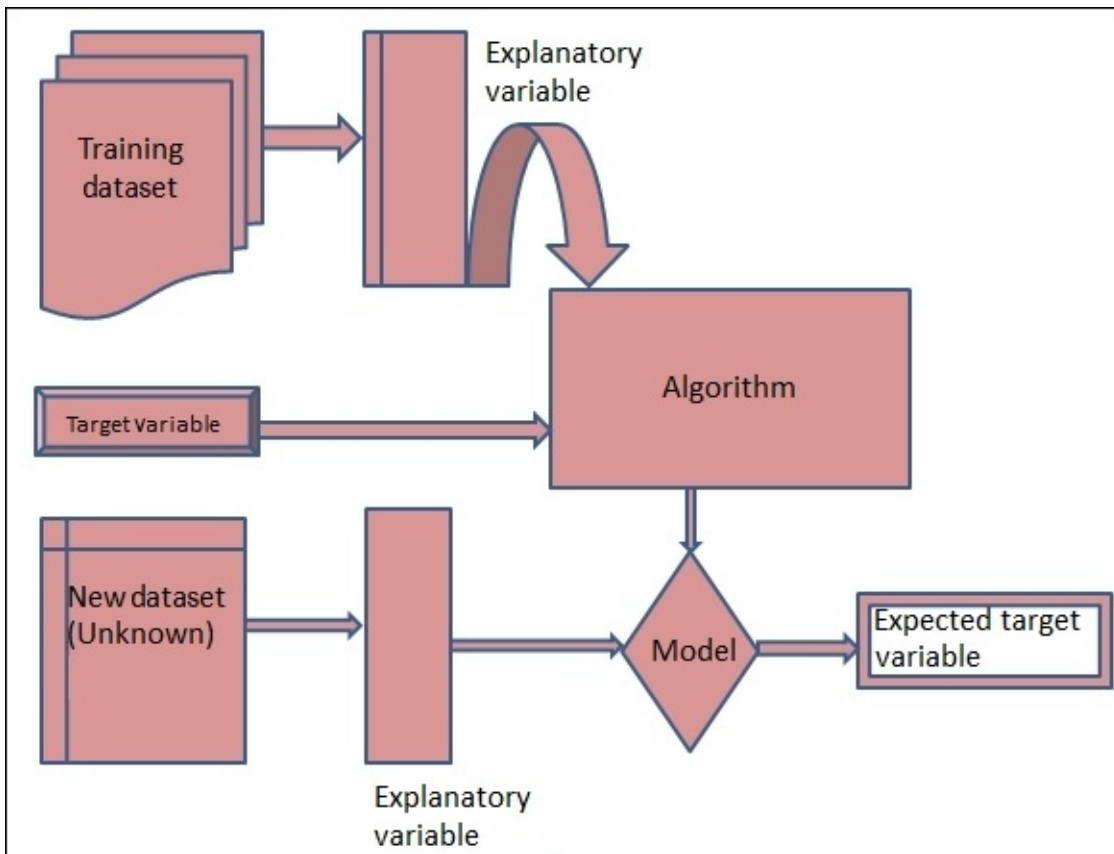 Explanatory
variable
Training
dataset
Algorithm
Target variable
New dataset
(Unknown)
Model
Expected target
variable
Explanatory
variable